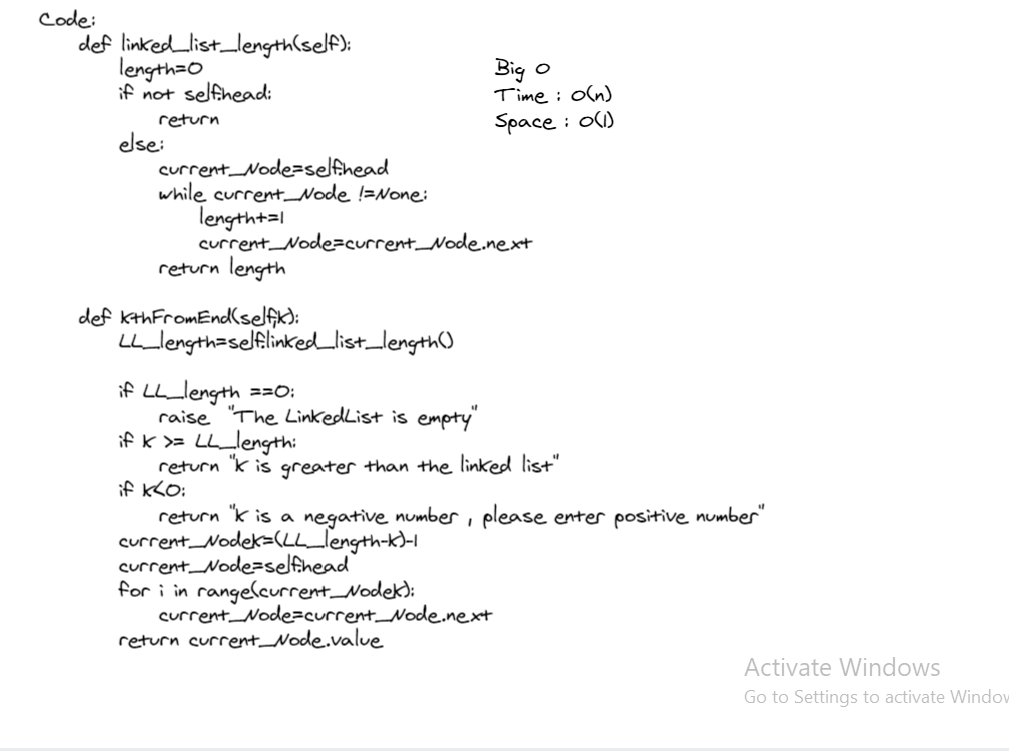 Code:
def linked_list_length(self):
length=0
if not self.head:
return
else:
current_Node=self.head
while current_Node !=None:
length+=1
current_Node=current_Node.next
return length
Big O
Time : O(n)
Space : O(1)
def kthFromEnd(self,k):
LL_length=self.linked_list_length()
if LL_length ==0:
raise "The LinkedList is empty"
if k >= LL_length:
return "k is greater than the linked list"
if k<0:
return "k is a negative number , please enter positive number"
current_Nodek=(LL_length-k)-1
current_Node=self.head
for i in range(current_Nodek):
current_Node=current_Node.next
return current_Node.value
Activate Windows
Go to Settings to activate Window